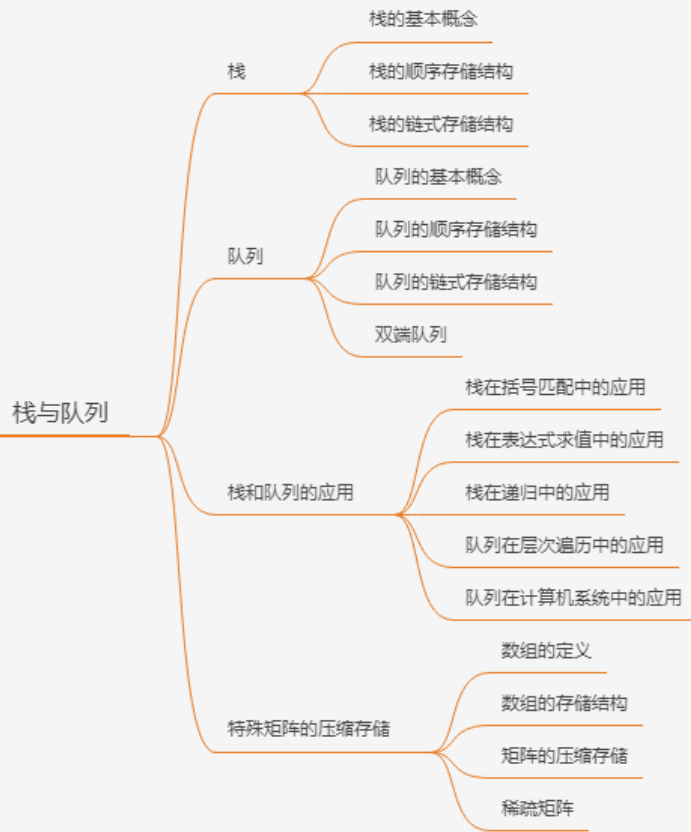 栈与队列
栈
栈的基本概念
栈的顺序存储结构
栈的链式存储结构
队列
队列的基本概念
队列的顺序存储结构
队列的链式存储结构
双端队列
栈和队列的应用
栈在括号匹配中的应用
栈在表达式求值中的应用
栈在递归中的应用
队列在层次遍历中的应用
队列在计算机系统中的应用
特殊矩阵的压缩存储
数组的定义
数组的存储结构
矩阵的压缩存储
稀疏矩阵